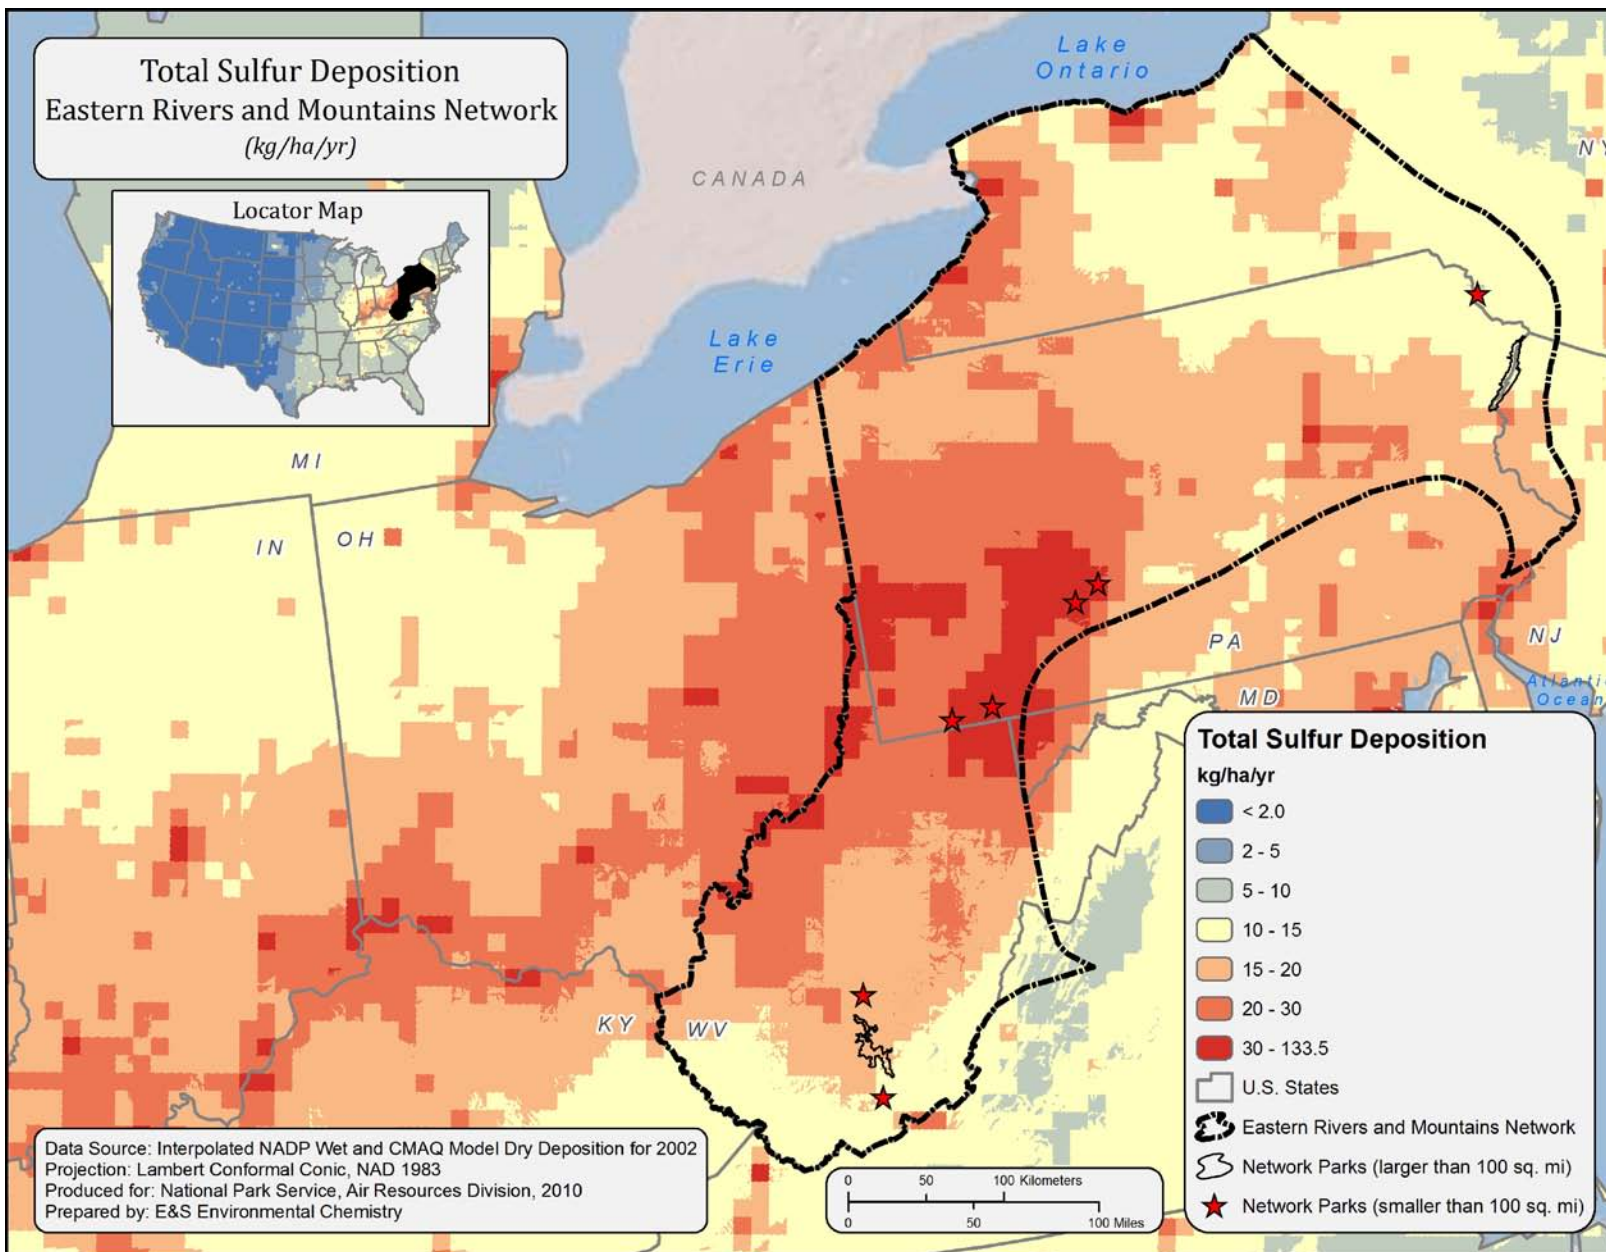 Total Sulfur Deposition
Eastern Rivers and Mountains Network
(kg/ha/yr)
Locator Map
Lake
Ontario
CANADA
NY
Lake
Erie
MI
IN
OH
PA
NJ
MD
Atlantic
Ocean
KY
WV
Total Sulfur Deposition
kg/ha/yr
< 2.0
2 - 5
5 - 10
10 - 15
15 - 20
20 - 30
30 - 133.5
U.S. States
Eastern Rivers and Mountains Network
Network Parks (larger than 100 sq. mi)
Network Parks (smaller than 100 sq. mi)
Data Source: Interpolated NADP Wet and CMAQ Model Dry Deposition for 2002
Projection: Lambert Conformal Conic, NAD 1983
Produced for: National Park Service, Air Resources Division, 2010
Prepared by: E&S Environmental Chemistry
0 50 100 Kilometers
0 50 100 Miles